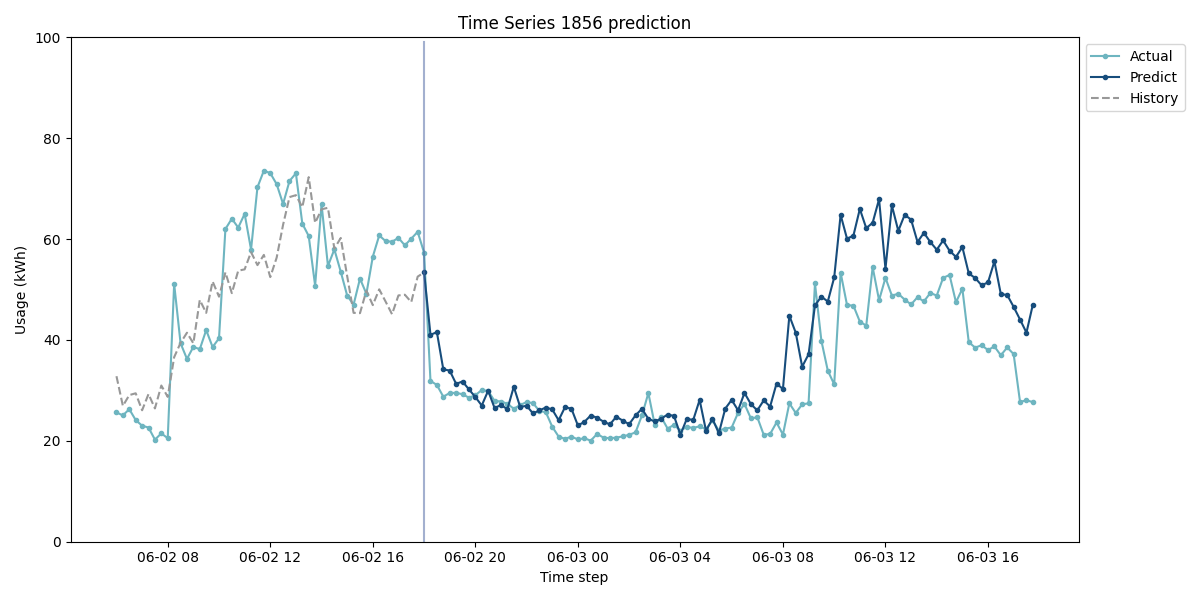 Time Series 1856 prediction
100
80
60
40
20
0
Usage (kWh)
06-02 08
06-02 12
06-02 16
06-02 20
06-03 00
06-03 04
06-03 08
06-03 12
06-03 16
Time step
Actual
Predict
History